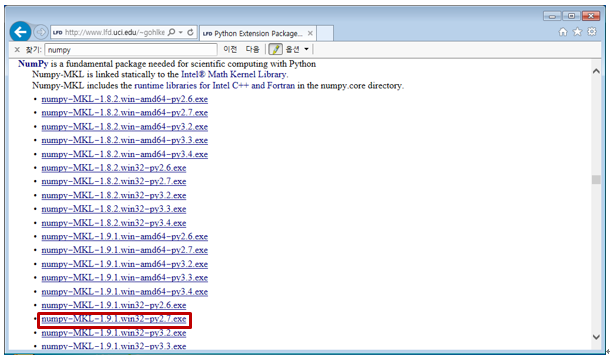 http://www.lfd.uci.edu/~gohlke
LFD Python Extension Package...
× 찾기: numpy 이전 다음 옵션
NumPy is a fundamental package needed for scientific computing with Python
Numpy-MKL is linked statically to the Intel® Math Kernel Library.
Numpy-MKL includes the runtime libraries for Intel C++ and Fortran in the numpy.core directory.
• numpy-MKL-1.8.2.win-amd64-py2.6.exe
• numpy-MKL-1.8.2.win-amd64-py2.7.exe
• numpy-MKL-1.8.2.win-amd64-py3.2.exe
• numpy-MKL-1.8.2.win-amd64-py3.3.exe
• numpy-MKL-1.8.2.win-amd64-py3.4.exe
• numpy-MKL-1.8.2.win32-py2.6.exe
• numpy-MKL-1.8.2.win32-py2.7.exe
• numpy-MKL-1.8.2.win32-py3.2.exe
• numpy-MKL-1.8.2.win32-py3.3.exe
• numpy-MKL-1.8.2.win32-py3.4.exe
• numpy-MKL-1.9.1.win-amd64-py2.6.exe
• numpy-MKL-1.9.1.win-amd64-py2.7.exe
• numpy-MKL-1.9.1.win-amd64-py3.2.exe
• numpy-MKL-1.9.1.win-amd64-py3.3.exe
• numpy-MKL-1.9.1.win-amd64-py3.4.exe
• numpy-MKL-1.9.1.win32-py2.6.exe
• numpy-MKL-1.9.1.win32-py2.7.exe
• numpy-MKL-1.9.1.win32-py3.2.exe
• numpy-MKL-1.9.1.win32-py3.3.exe